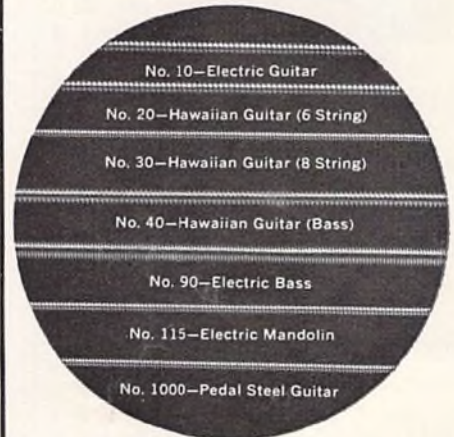 No. 10—Electric Guitar
No. 20—Hawaiian Guitar (6 String)
No. 30—Hawaiian Guitar (8 String)
No. 40—Hawaiian Guitar (Bass)
No. 90—Electric Bass
No. 115—Electric Mandolin
No. 1000—Pedal Steel Guitar